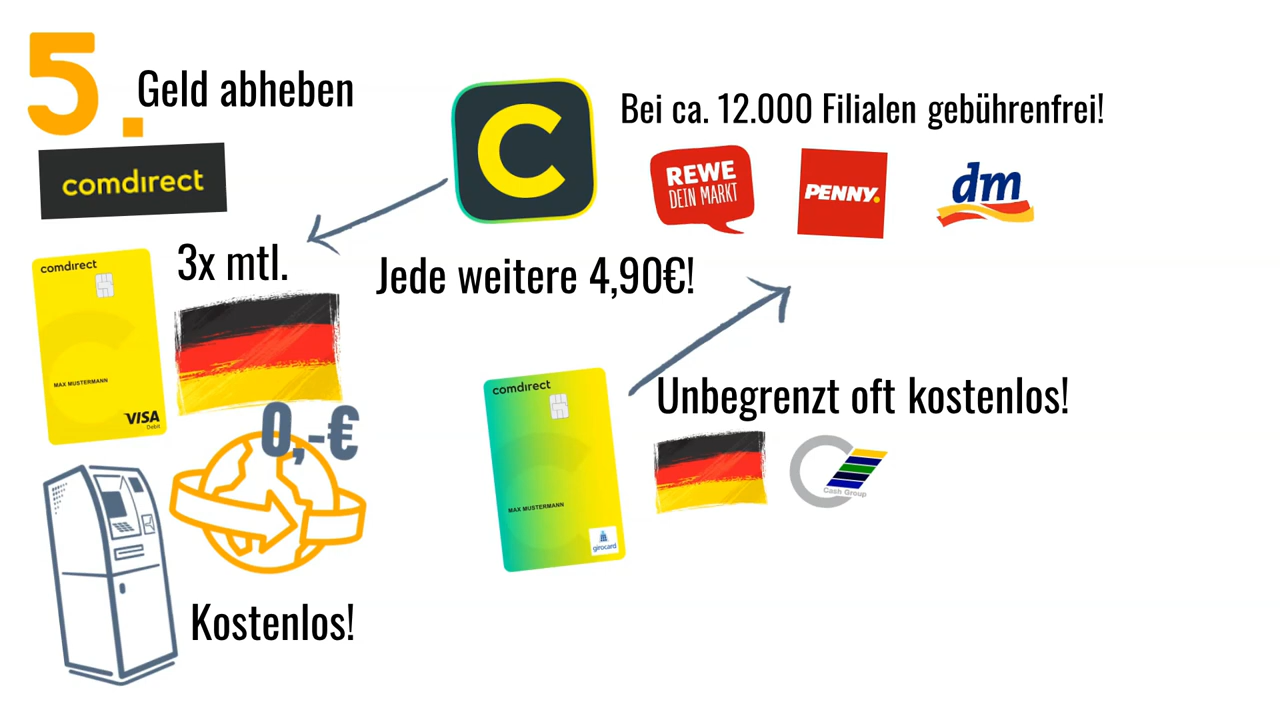 5.
Geld abheben
comdirect
C
Bei ca. 12.000 Filialen gebührenfrei!
REWE
DEIN MARKT
PENNY.
dm
comdirect
MAX MUSTERMANN
VISA
Debit
3x mtl.
Jede weitere 4,90€!
0,-€
Kostenlos!
comdirect
MAX MUSTERMANN
girocard
Unbegrenzt oft kostenlos!
Cash Group